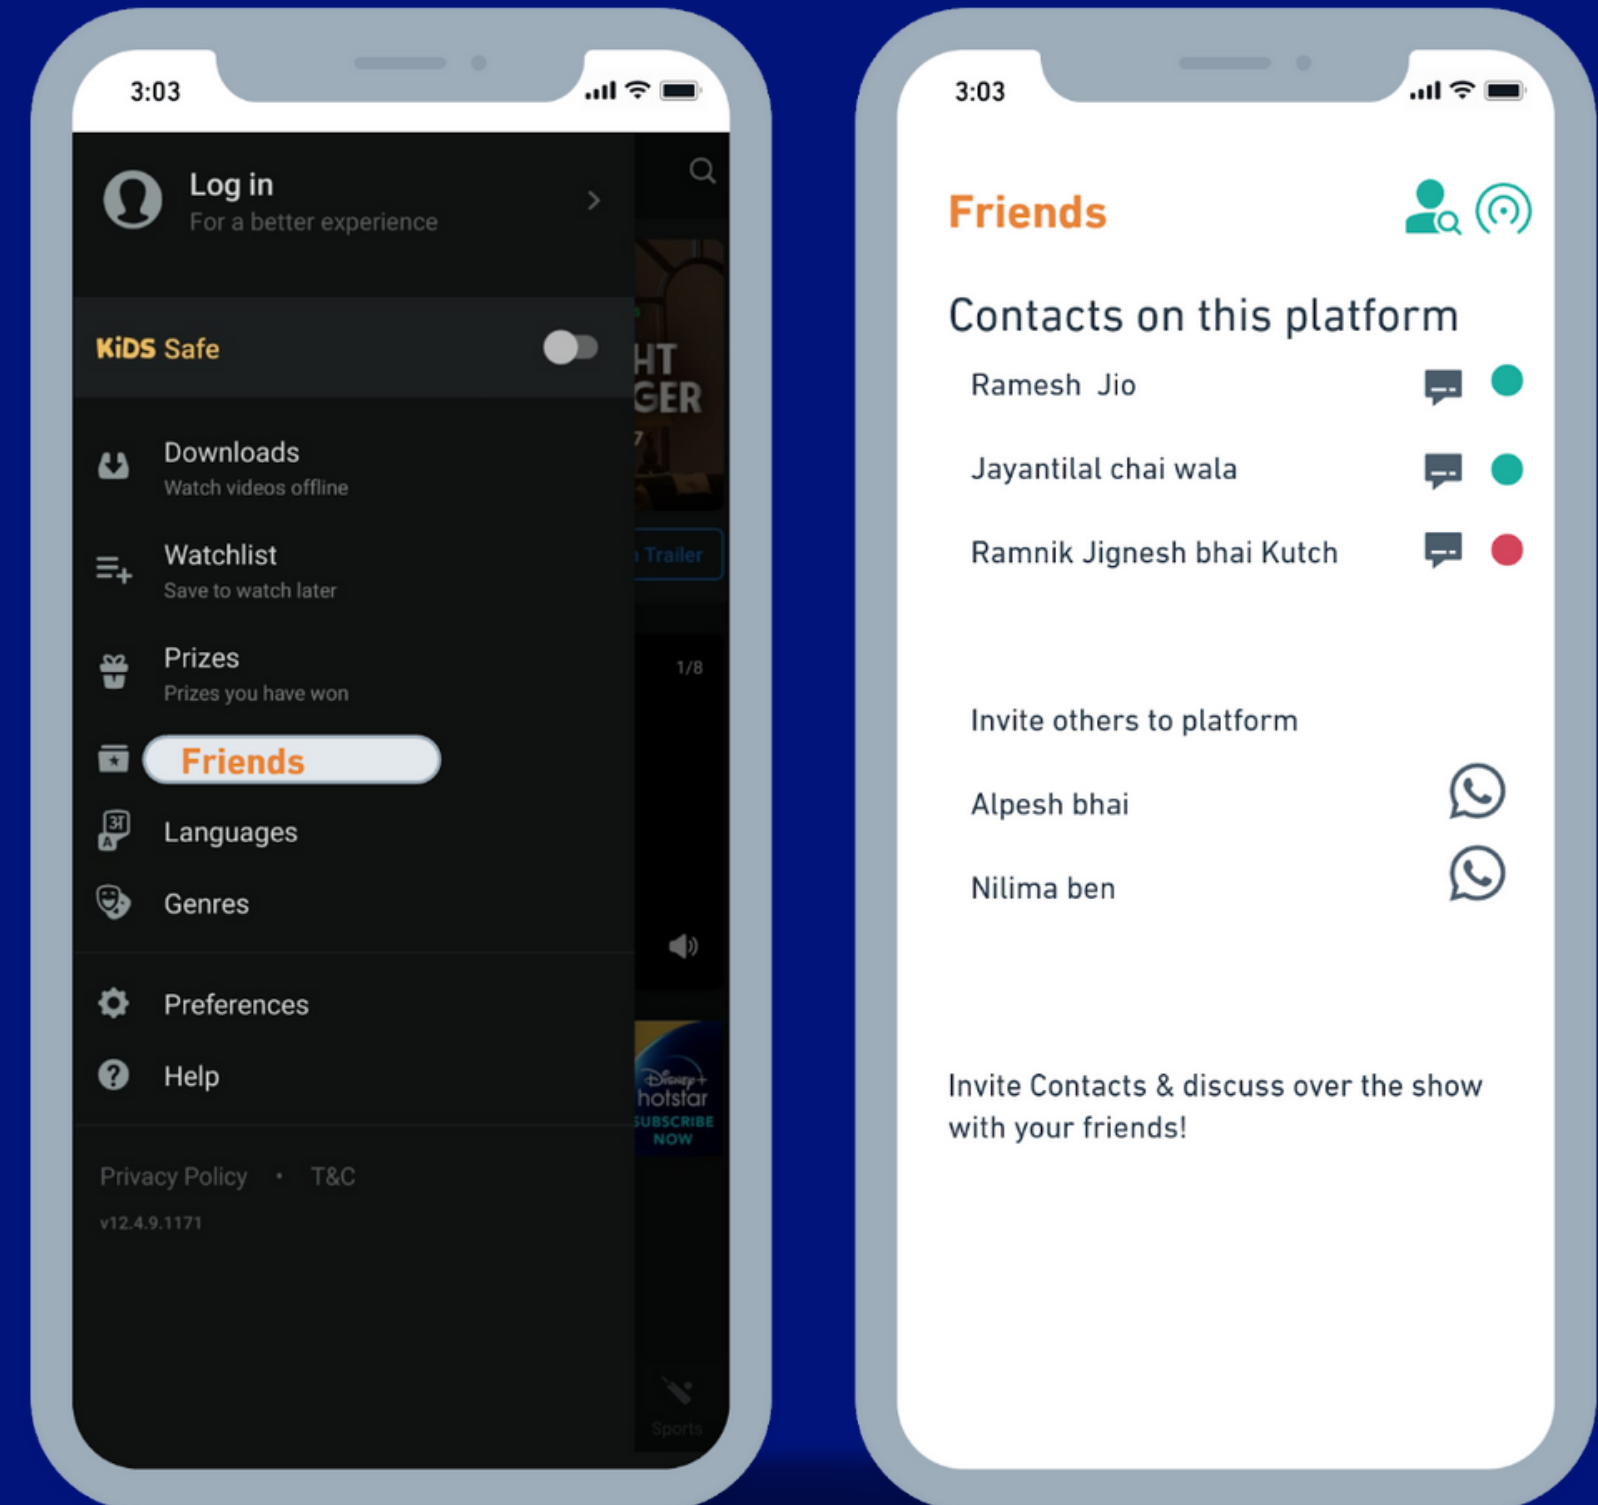 3:03
Log in
For a better experience
KiDS Safe
HT
GER
7
Downloads
Watch videos offline
Watchlist
Save to watch later
Trailer
Prizes
Prizes you have won
1/8
Friends
अ
A
Languages
Genres
Preferences
Help
Disney+
hotstar
SUBSCRIBE
NOW
Privacy Policy • T&C
v12.4.9.1171
Sports
3:03
Friends
Contacts on this platform
Ramesh Jio
Jayantilal chai wala
Ramnik Jignesh bhai Kutch
Invite others to platform
Alpesh bhai
Nilima ben
Invite Contacts & discuss over the show
with your friends!